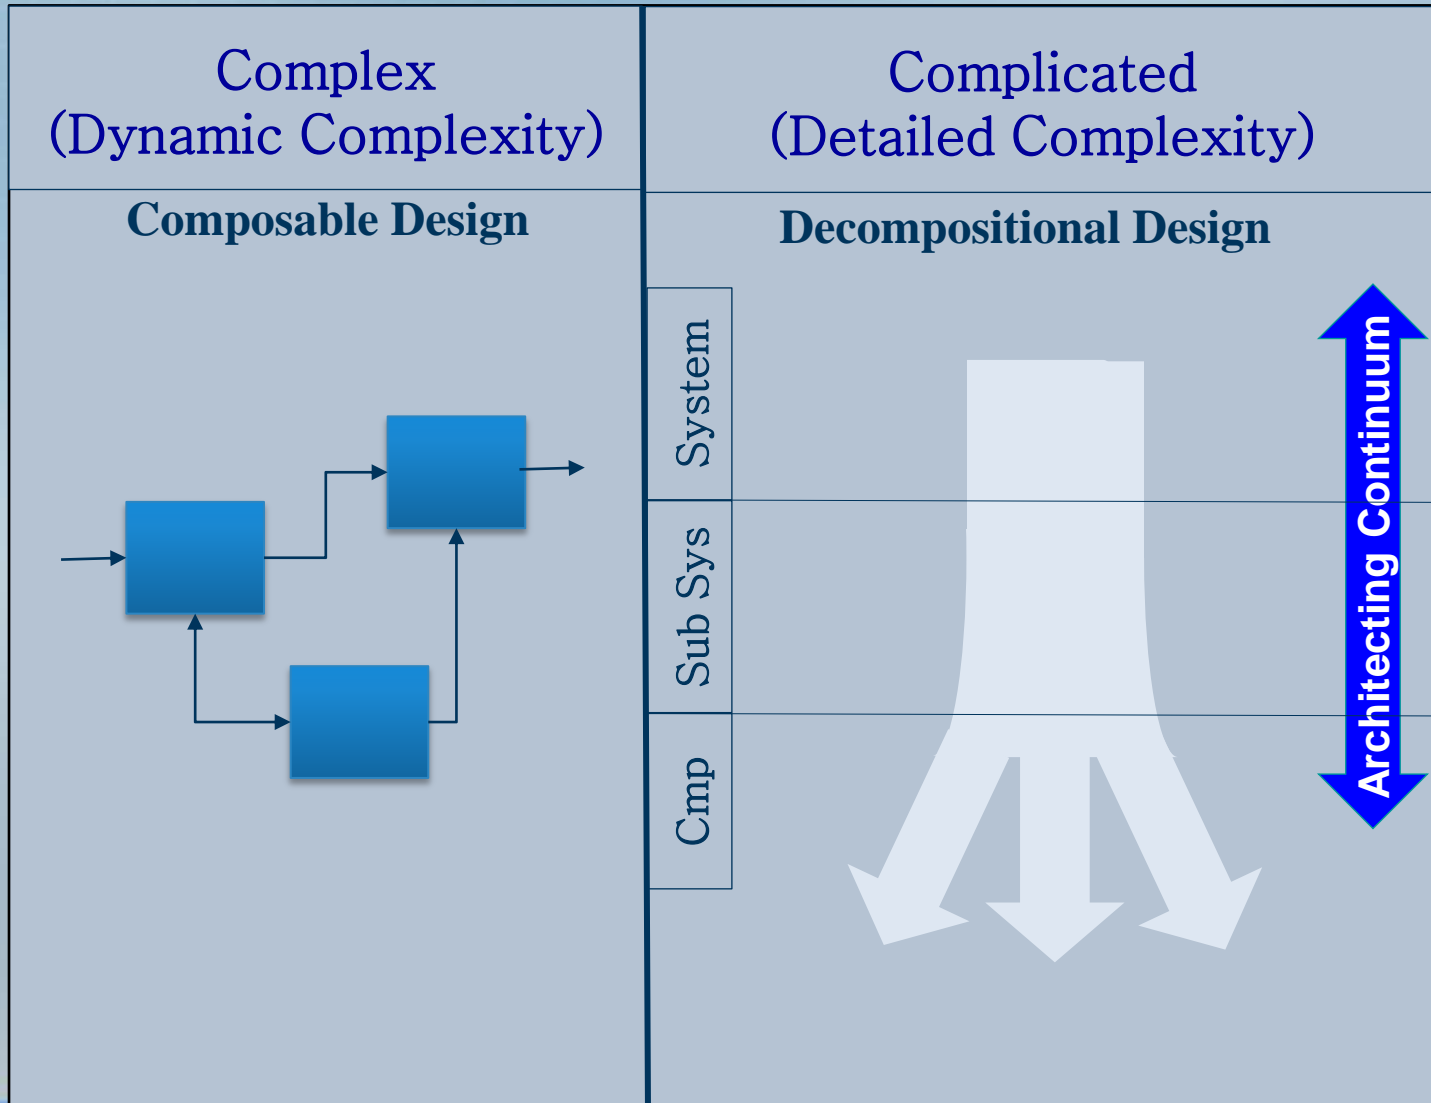 Complex
(Dynamic Complexity)
Composable Design
Complicated
(Detailed Complexity)
Decompositional Design
System
Sub Sys
Cmp
Architecting Continuum